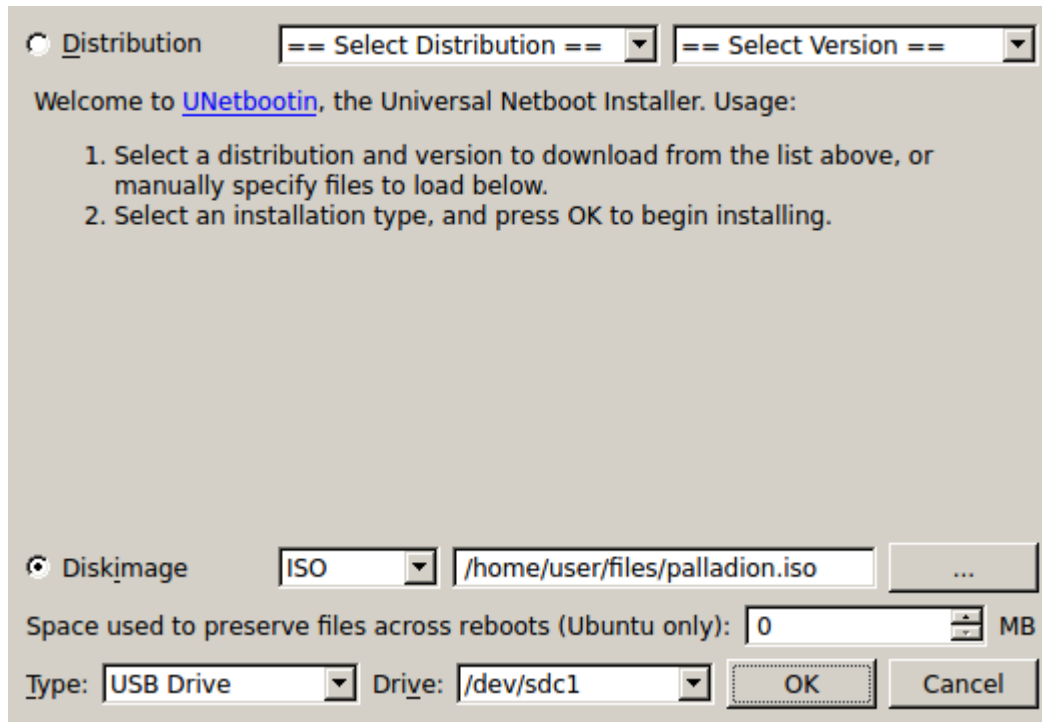 Distribution == Select Distribution == == Select Version ==
Welcome to UNetbootin, the Universal Netboot Installer. Usage:
1. Select a distribution and version to download from the list above, or
manually specify files to load below.
2. Select an installation type, and press OK to begin installing.
Diskimage ISO /home/user/files/palladion.iso ...
Space used to preserve files across reboots (Ubuntu only): 0 MB
Type: USB Drive Drive: /dev/sdc1 OK Cancel